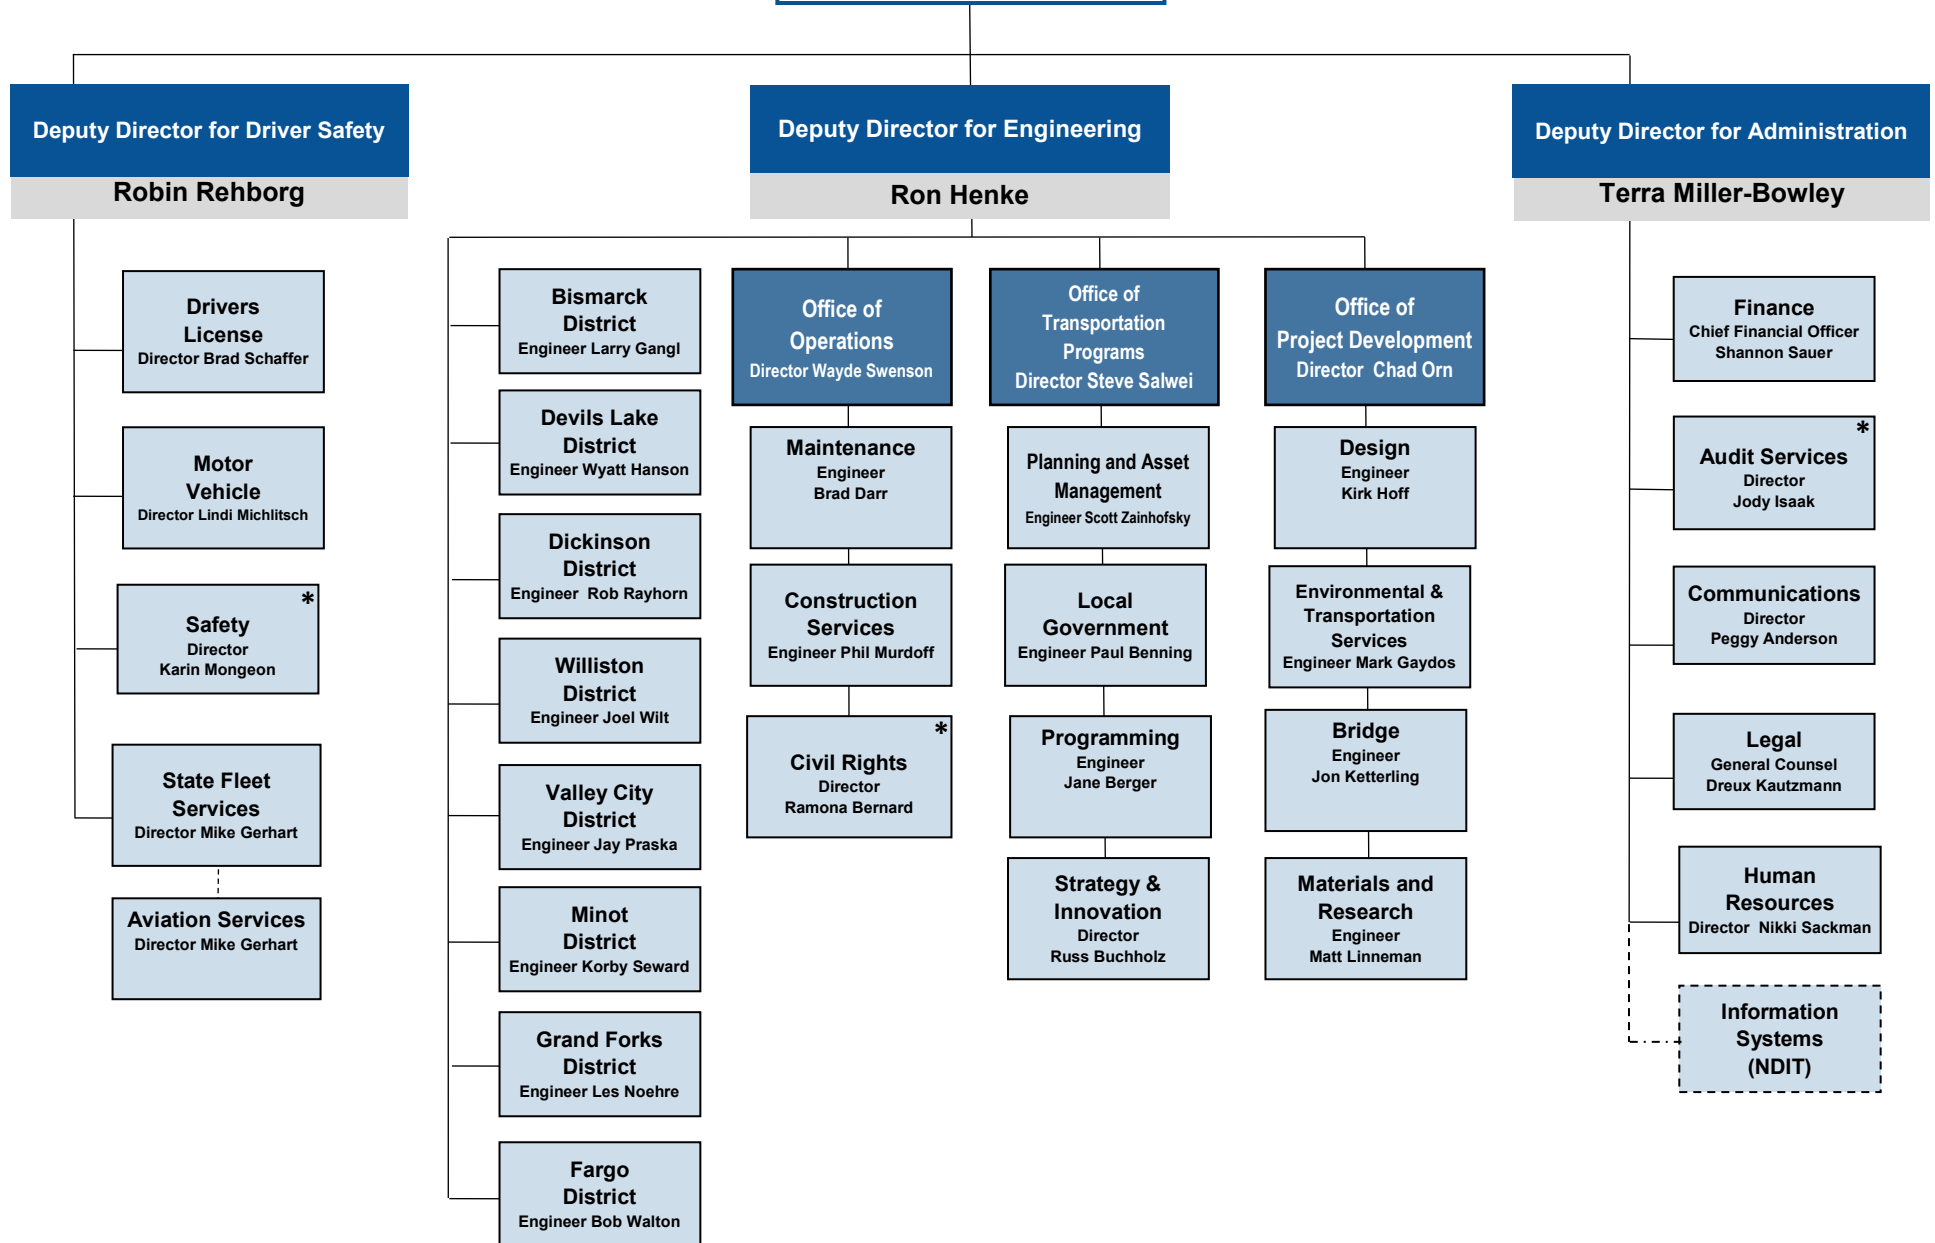 Deputy Director for Driver Safety
Robin Rehborg
Drivers
License
Director Brad Schaffer
Motor
Vehicle
Director Lindi Michlitsch
*
Safety
Director
Karin Mongeon
State Fleet
Services
Director Mike Gerhart
Aviation Services
Director Mike Gerhart
Deputy Director for Engineering
Ron Henke
Bismarck
District
Engineer Larry Gangl
Devils Lake
District
Engineer Wyatt Hanson
Dickinson
District
Engineer Rob Rayhorn
Williston
District
Engineer Joel Wilt
Valley City
District
Engineer Jay Praska
Minot
District
Engineer Korby Seward
Grand Forks
District
Engineer Les Noehre
Fargo
District
Engineer Bob Walton
Office of
Operations
Director Wayde Swenson
Maintenance
Engineer
Brad Darr
Construction
Services
Engineer Phil Murdoff
*
Civil Rights
Director
Ramona Bernard
Office of
Transportation
Programs
Director Steve Salwei
Planning and Asset
Management
Engineer Scott Zainhofsky
Local
Government
Engineer Paul Benning
Programming
Engineer
Jane Berger
Strategy &
Innovation
Director
Russ Buchholz
Office of
Project Development
Director Chad Orn
Design
Engineer
Kirk Hoff
Environmental &
Transportation
Services
Engineer Mark Gaydos
Bridge
Engineer
Jon Ketterling
Materials and
Research
Engineer
Matt Linneman
Deputy Director for Administration
Terra Miller-Bowley
Finance
Chief Financial Officer
Shannon Sauer
*
Audit Services
Director
Jody Isaak
Communications
Director
Peggy Anderson
Legal
General Counsel
Dreux Kautzmann
Human
Resources
Director Nikki Sackman
Information
Systems
(NDIT)